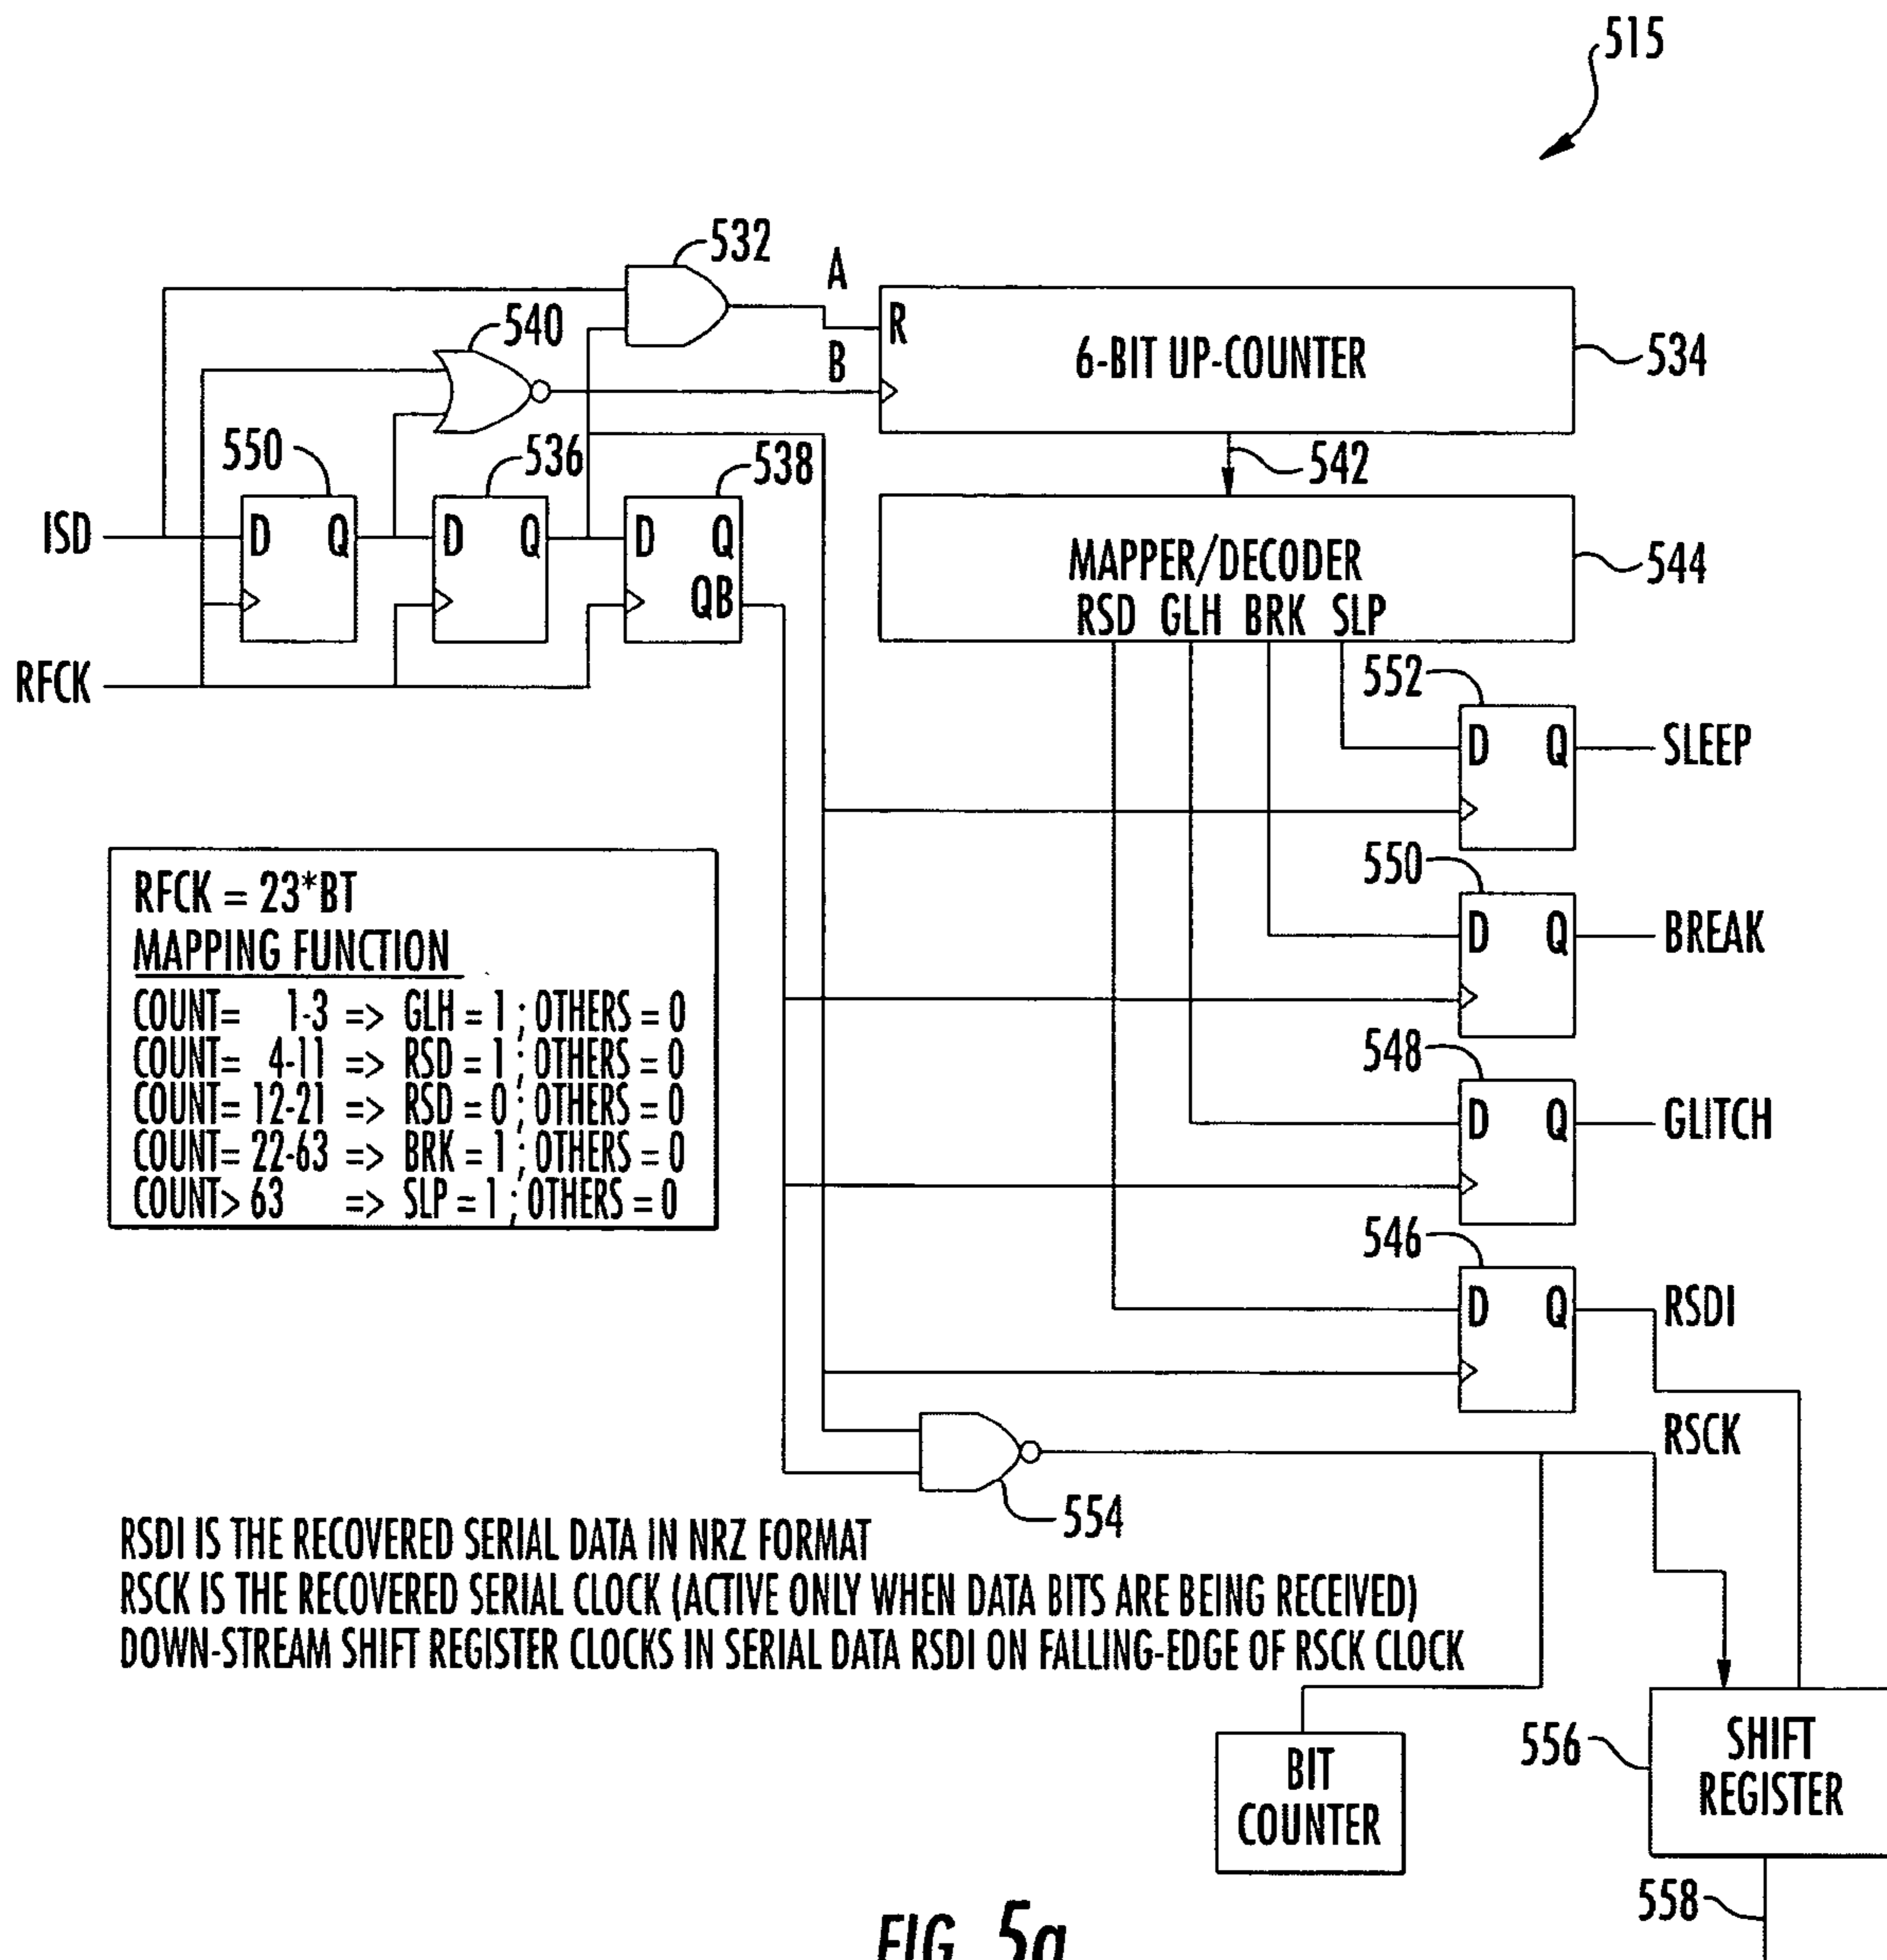 515
532
A
540
R
6-BIT UP-COUNTER
534
B
550
536
538
542
ISD
D Q
D Q
D Q
QB
MAPPER/DECODER
RSD GLH BRK SLP
544
RFCK
552
D Q
SLEEP
550
D Q
BREAK
RFCK = 23*BT
MAPPING FUNCTION
COUNT= 1-3 => GLH = 1 ; OTHERS = 0
COUNT= 4-11 => RSD = 1 ; OTHERS = 0
COUNT= 12-21 => RSD = 0 ; OTHERS = 0
COUNT= 22-63 => BRK = 1 ; OTHERS = 0
COUNT> 63 => SLP = 1 ; OTHERS = 0
548
D Q
GLITCH
546
D Q
RSDI
RSCK
554
RSDI IS THE RECOVERED SERIAL DATA IN NRZ FORMAT
RSCK IS THE RECOVERED SERIAL CLOCK (ACTIVE ONLY WHEN DATA BITS ARE BEING RECEIVED)
DOWN-STREAM SHIFT REGISTER CLOCKS IN SERIAL DATA RSDI ON FALLING-EDGE OF RSCK CLOCK
BIT
COUNTER
556
SHIFT
REGISTER
558
FIG. 5a